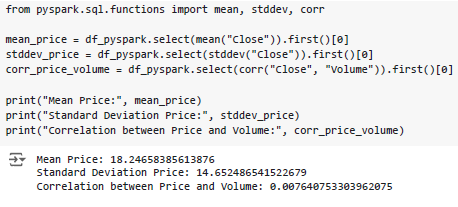 from pyspark.sql.functions import mean, stddev, corr
mean_price = df_pyspark.select(mean("Close")).first()[0]
stddev_price = df_pyspark.select(stddev("Close")).first()[0]
corr_price_volume = df_pyspark.select(corr("Close", "Volume")).first()[0]
print("Mean Price:", mean_price)
print("Standard Deviation Price:", stddev_price)
print("Correlation between Price and Volume:", corr_price_volume)
Mean Price: 18.24658385613876
Standard Deviation Price: 14.652486541522679
Correlation between Price and Volume: 0.007640753303962075